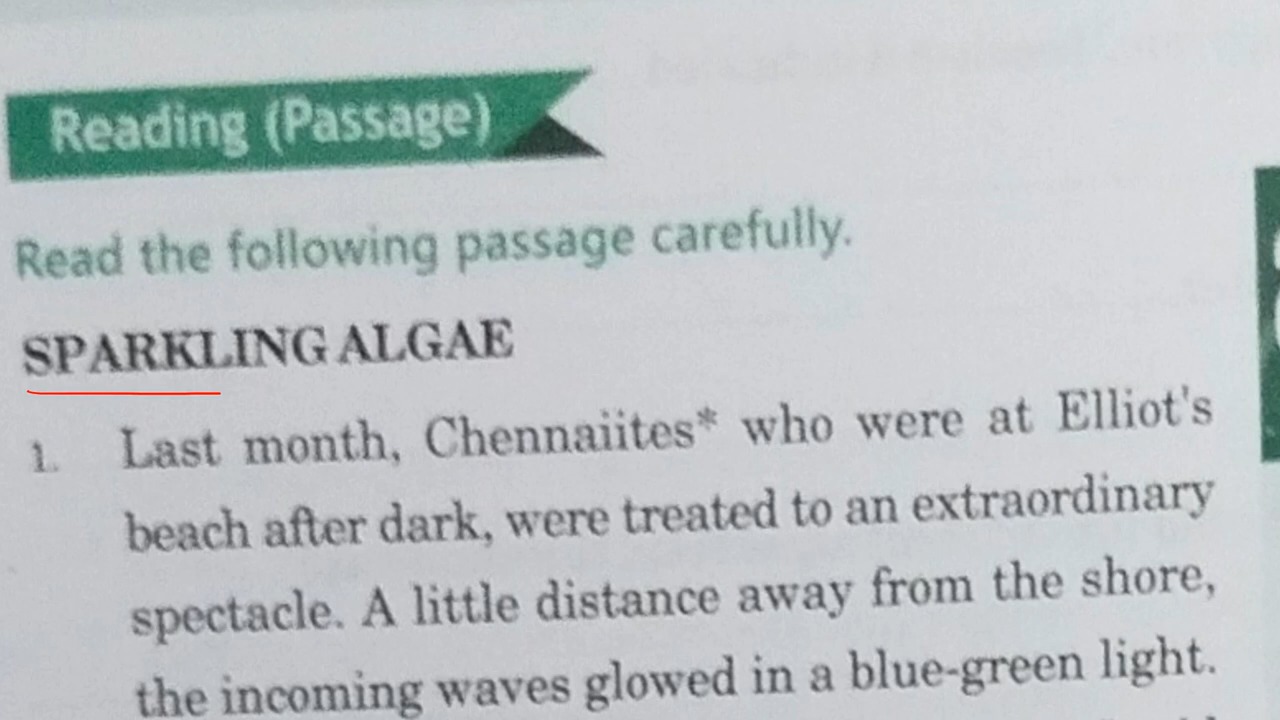 Reading (Passage)
Read the following passage carefully.
SPARKLING ALGAE
1. Last month, Chennaiites* who were at Elliot's
beach after dark, were treated to an extraordinary
spectacle. A little distance away from the shore,
the incoming waves glowed in a blue-green light.